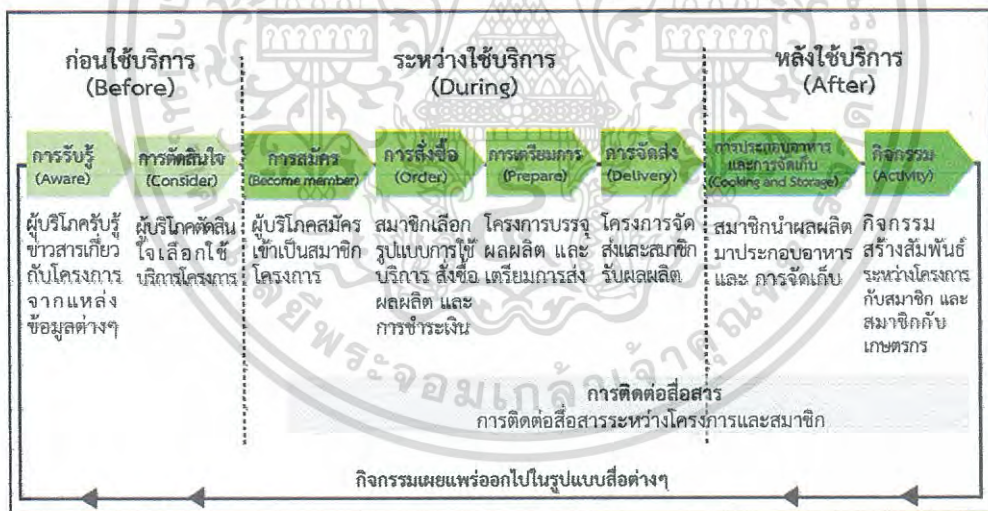 ก่อนใช้บริการ
(Before)
ระหว่างใช้บริการ
(During)
หลังใช้บริการ
(After)
การรับรู้
(Aware)
การตัดสินใจ
(Consider)
การสมัคร
(Become member)
การสั่งซื้อ
(Order)
การเตรียมการ
(Prepare)
การจัดส่ง
(Delivery)
การประกอบอาหาร
และการจัดเก็บ
(Cooking and Storage)
กิจกรรม
(Activity)
ผู้บริโภครับรู้
ข่าวสารเกี่ยว
กับโครงการ
จากแหล่ง
ข้อมูลต่างๆ
ผู้บริโภคตัดสิน
ใจเลือกใช้
บริการโครงการ
ผู้บริโภคสมัคร
เข้าเป็นสมาชิก
โครงการ
สมาชิกเลือก
รูปแบบการใช้
บริการ สั่งซื้อ
ผลผลิต และ
การชำระเงิน
โครงการบรรจุ
ผลผลิต และ
เตรียมการส่ง
โครงการจัด
ส่งและสมาชิก
รับผลผลิต
สมาชิกนำผลผลิต
มาประกอบอาหาร
และ การจัดเก็บ
กิจกรรม
สร้างสัมพันธ์
ระหว่างโครงการ
กับสมาชิก และ
สมาชิกกับ
เกษตรกร
การติดต่อสื่อสาร
การติดต่อสื่อสารระหว่างโครงการและสมาชิก
กิจกรรมเผยแพร่ออกไปในรูปแบบสื่อต่างๆ
พระจอมเกล้าเจ้าคุณท